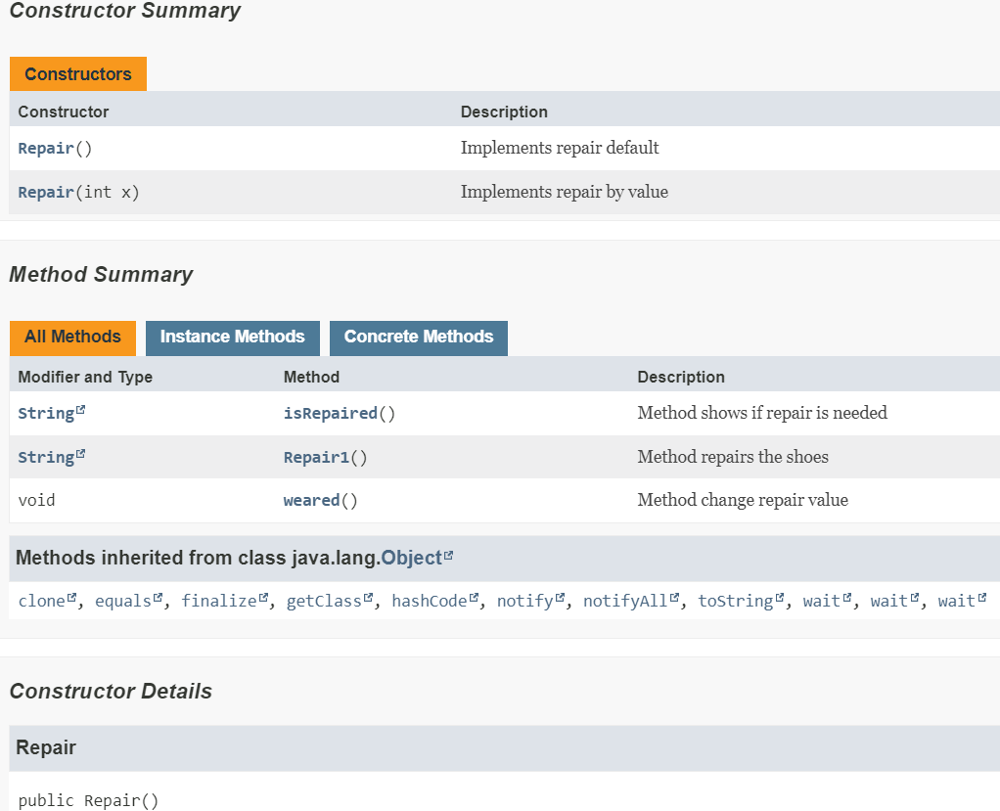 Constructor Summary
Constructors
Constructor Description
Repair() Implements repair default
Repair(int x) Implements repair by value
Method Summary
All Methods Instance Methods Concrete Methods
Modifier and Type Method Description
String isRepaired() Method shows if repair is needed
String Repair1() Method repairs the shoes
void weared() Method change repair value
Methods inherited from class java.lang.Object
clone, equals, finalize, getClass, hashCode, notify, notifyAll, toString, wait, wait, wait
Constructor Details
Repair
public Repair()